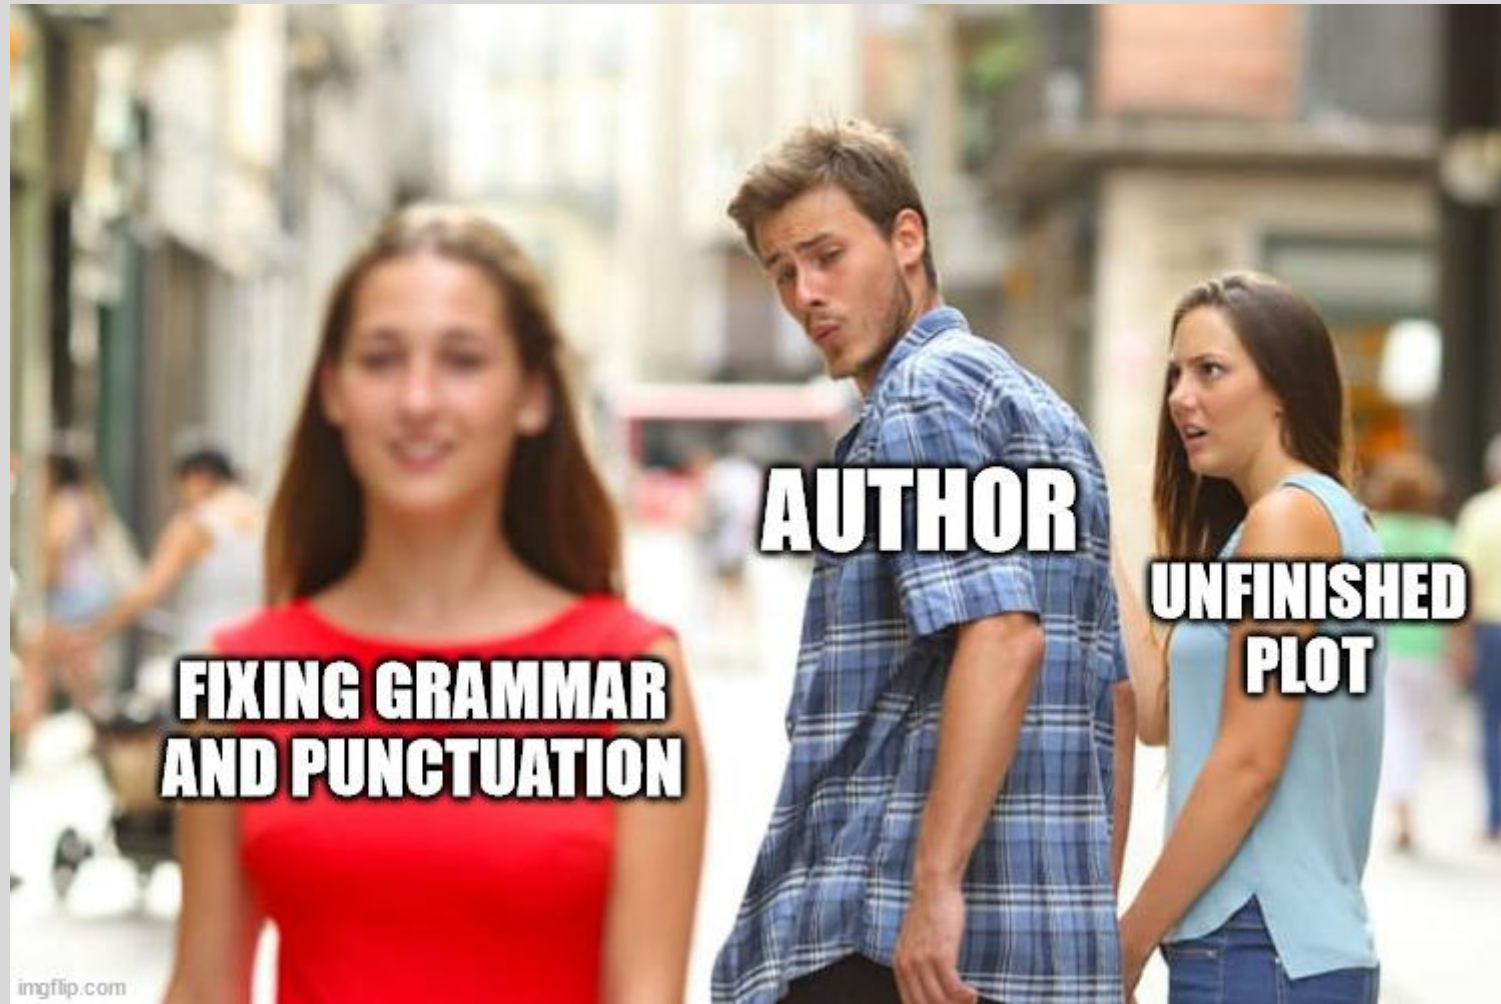 AUTHOR
UNFINISHED
PLOT
FIXING GRAMMAR
AND PUNCTUATION
imgflip.com